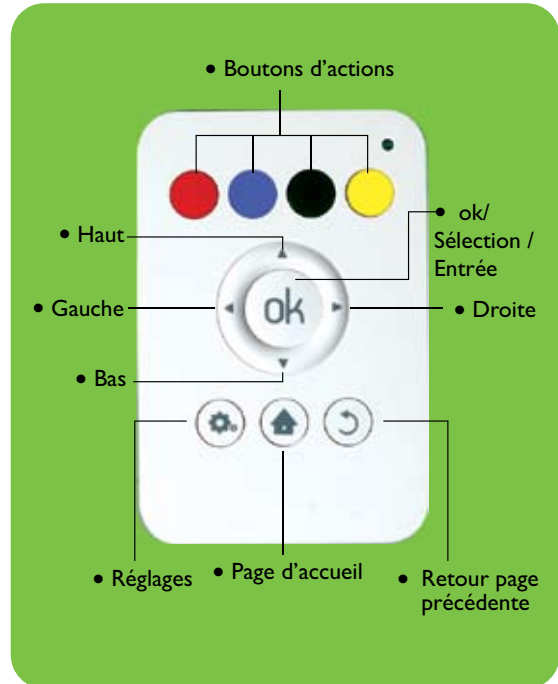 • Boutons d'actions
• ok/
Sélection /
Entrée
• Haut
• Gauche
ok
• Droite
• Bas
• Réglages
• Page d'accueil
• Retour page
précédente